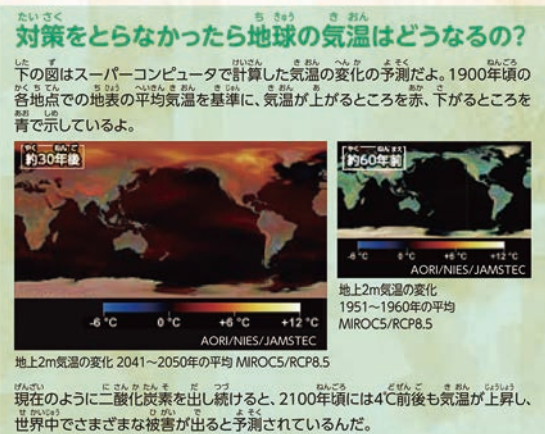 対策をとらなかったら地球の気温はどうなるの?
下の図はスーパーコンピュータで計算した気温の変化の予測だよ。1900年頃の
各地点での地表の平均気温を基準に、気温が上がるところを赤、下がるところを
青で示しているよ。
約30年後
-6 °C 0 °C +6 °C +12 °C
AORI/NIES/JAMSTEC
地上2m気温の変化 2041~2050年の平均 MIROC5/RCP8.5
約60年前
-6 °C 0 °C +6 °C +12 °C
AORI/NIES/JAMSTEC
地上2m気温の変化
1951~1960年の平均
MIROC5/RCP8.5
現在のように二酸化炭素を出し続けると、2100年頃には4℃前後も気温が上昇し、
世界中でさまざまな被害が出ると予測されているんだ。